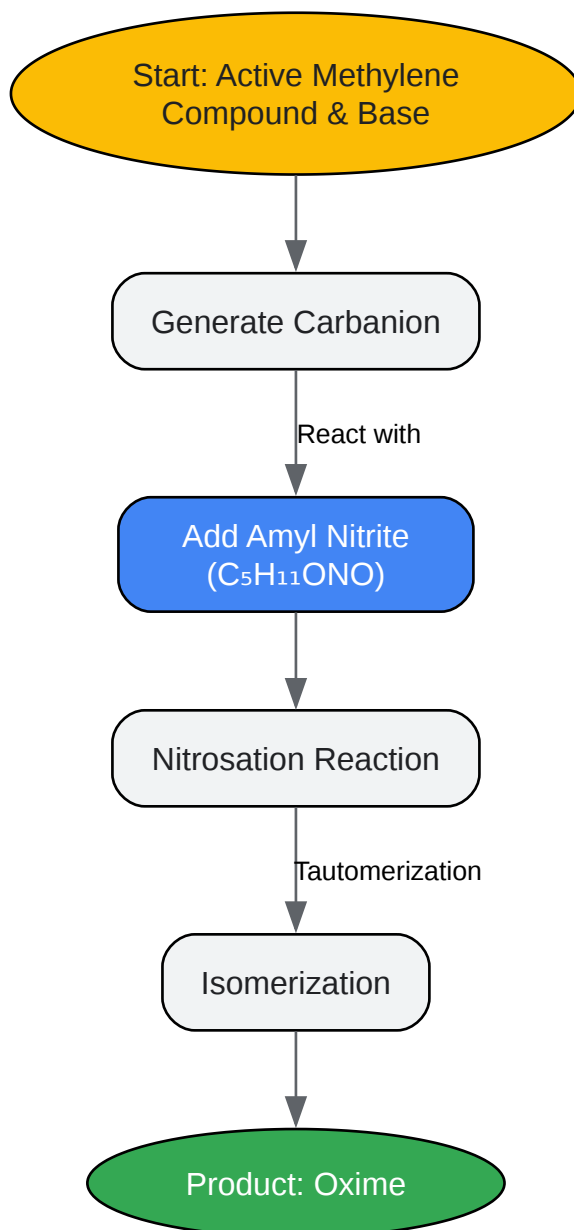 Start: Active Methylene
Compound & Base
Generate Carbanion
React with
Add Amyl Nitrite
(C₅H₁₁ONO)
Nitrosation Reaction
Tautomerization
Isomerization
Product: Oxime